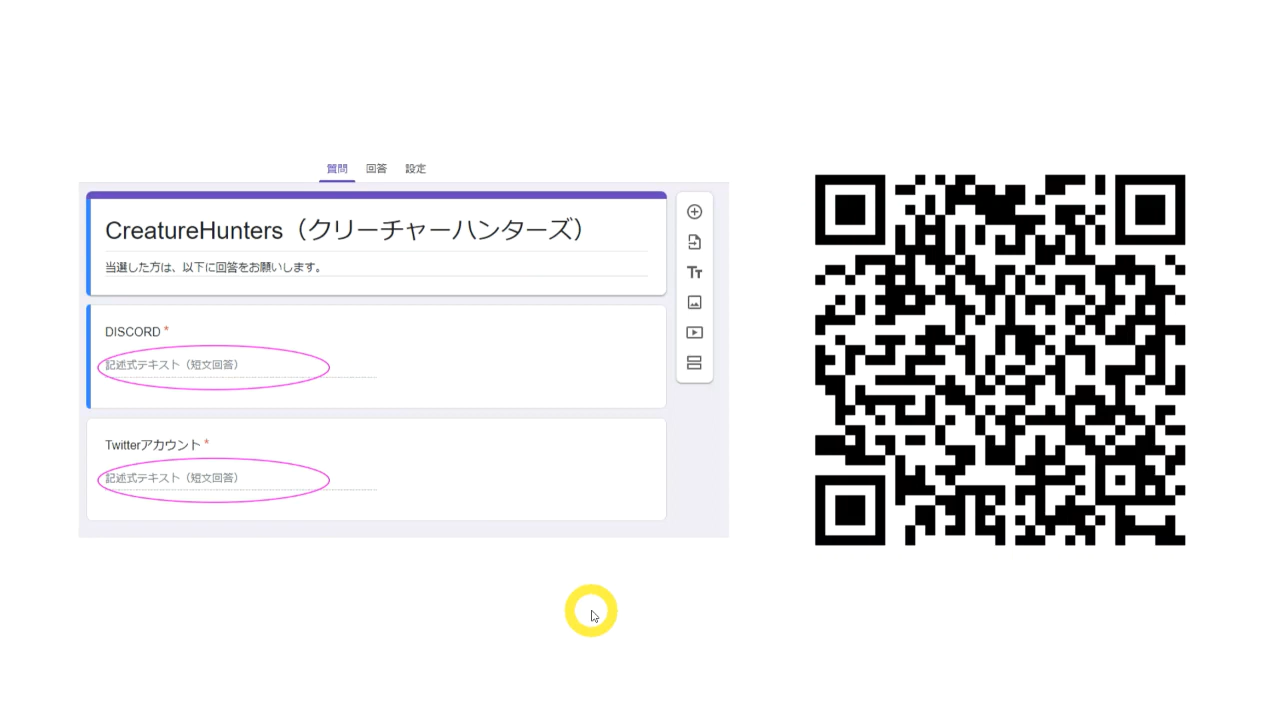 質問 回答 設定
CreatureHunters（クリーチャーハンターズ）
当選した方は、以下に回答をお願いします。
DISCORD *
記述式テキスト（短文回答）
Twitterアカウント *
記述式テキスト（短文回答）
Tт